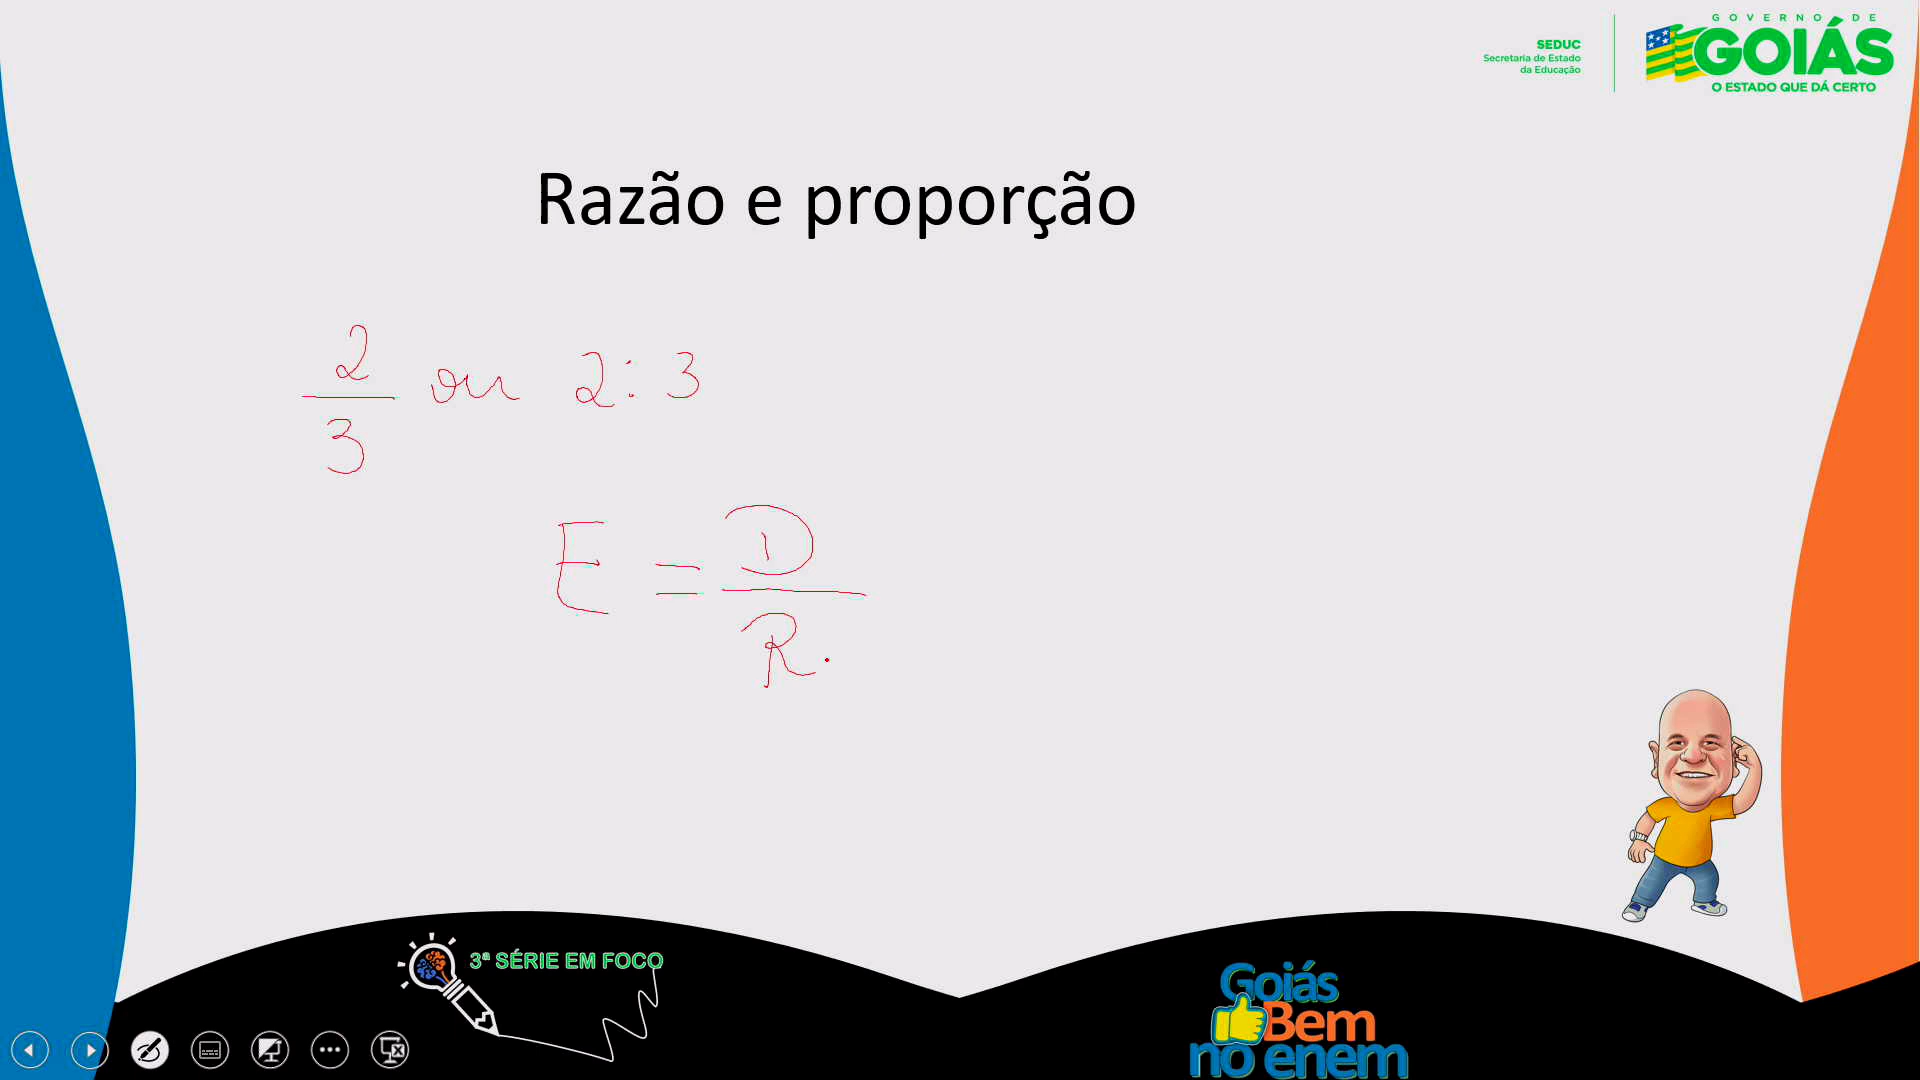 GOVERNO DE
SEDUC
Secretaria de Estado
da Educação
GOIÁS
O ESTADO QUE DÁ CERTO
Razão e proporção
2
3
ou 2:3
E = D
R.
3ª SÉRIE EM FOCO
Goiás
Bem
no enem